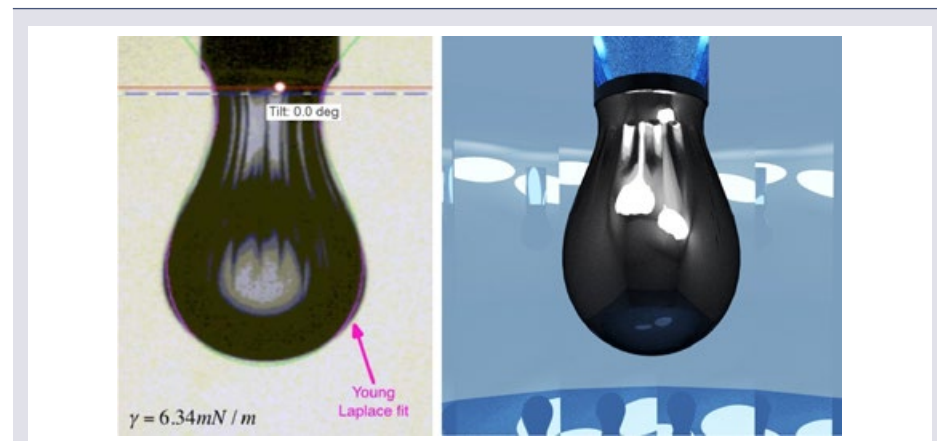 Tilt: 0.0 deg
Young
Laplace fit
γ = 6.34mN / m